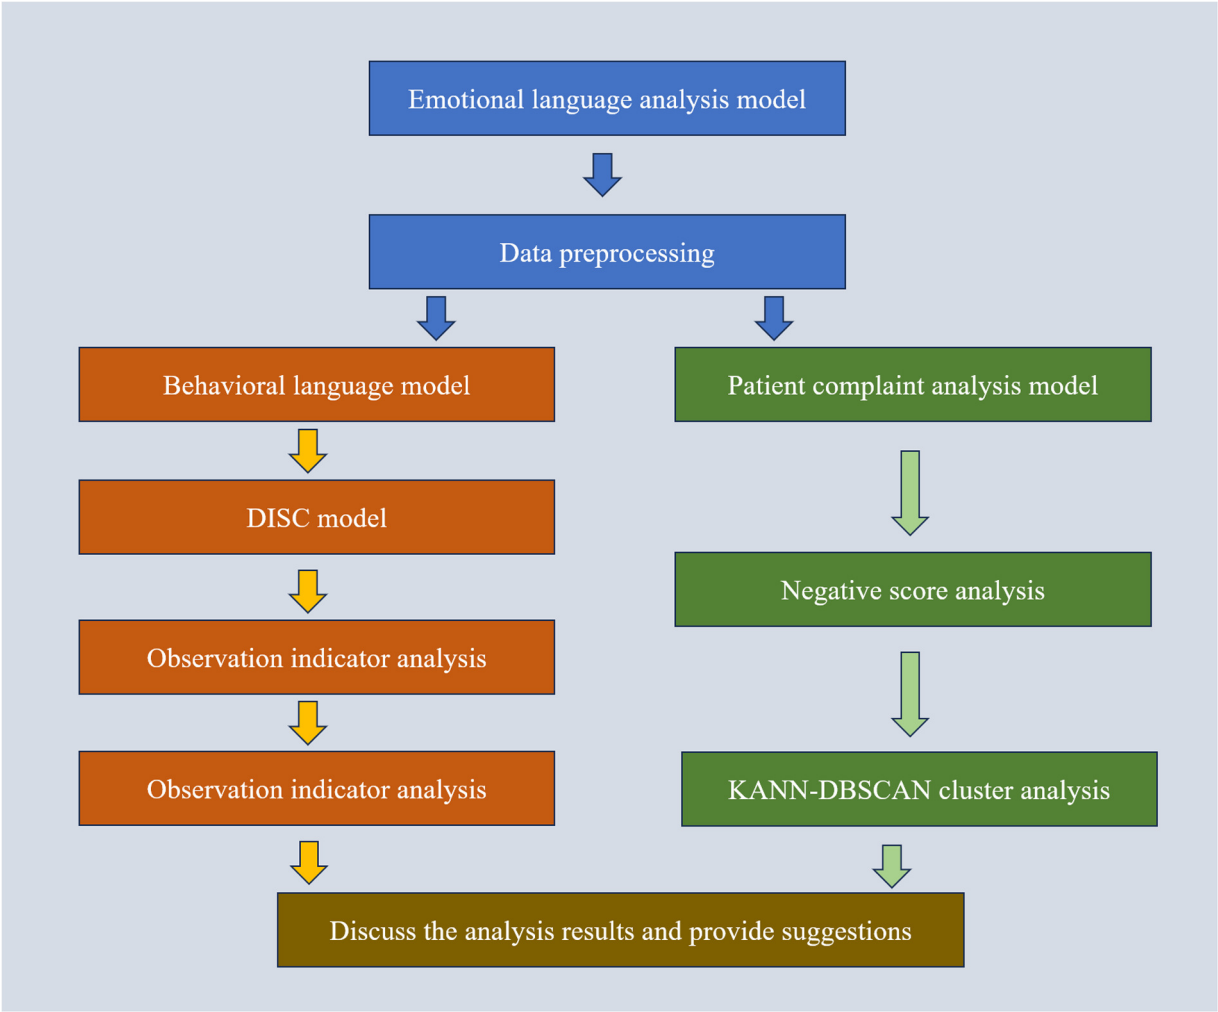 Emotional language analysis model
Data preprocessing
Behavioral language model
Patient complaint analysis model
DISC model
Negative score analysis
Observation indicator analysis
Observation indicator analysis
KANN-DBSCAN cluster analysis
Discuss the analysis results and provide suggestions